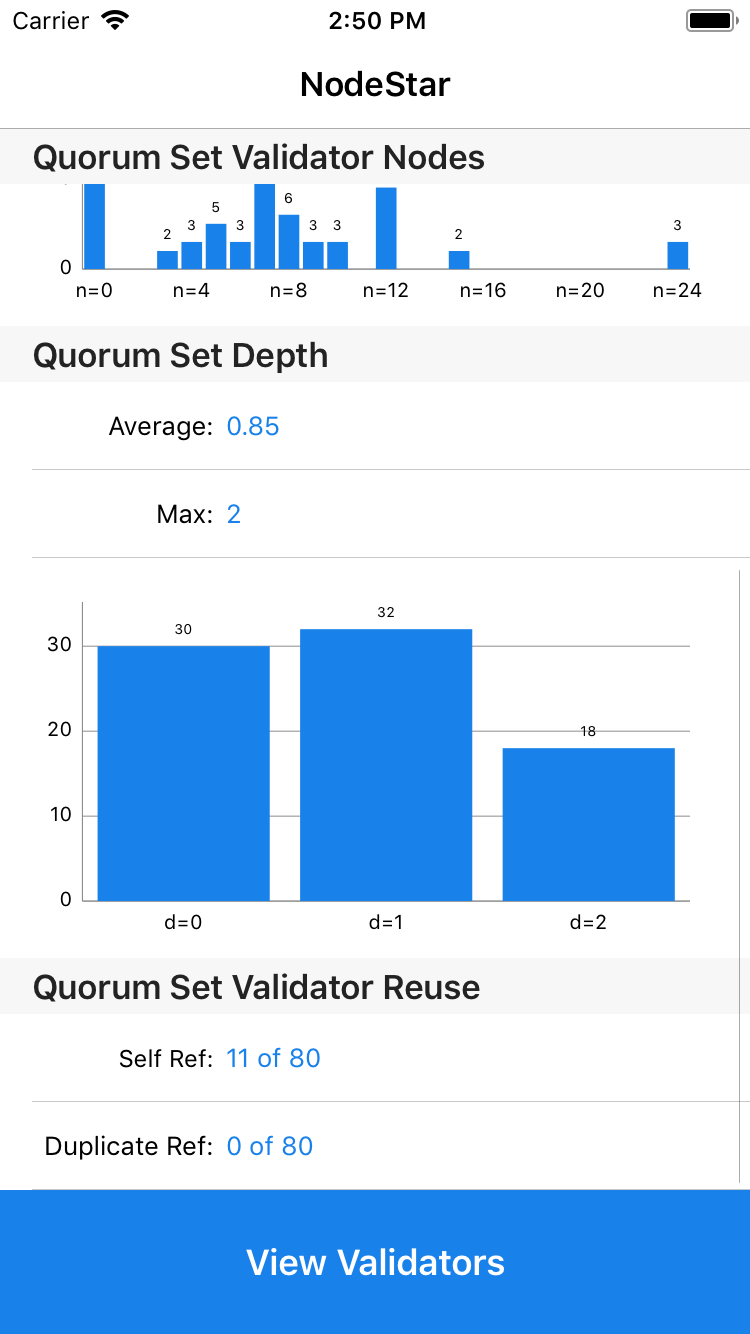 Carrier 2:50 PM
NodeStar
Quorum Set Validator Nodes
2 3 5 3 6 3 3 2 3
0
n=0 n=4 n=8 n=12 n=16 n=20 n=24
Quorum Set Depth
Average: 0.85
Max: 2
30 32 18
30
20
10
0
d=0 d=1 d=2
Quorum Set Validator Reuse
Self Ref: 11 of 80
Duplicate Ref: 0 of 80
View Validators